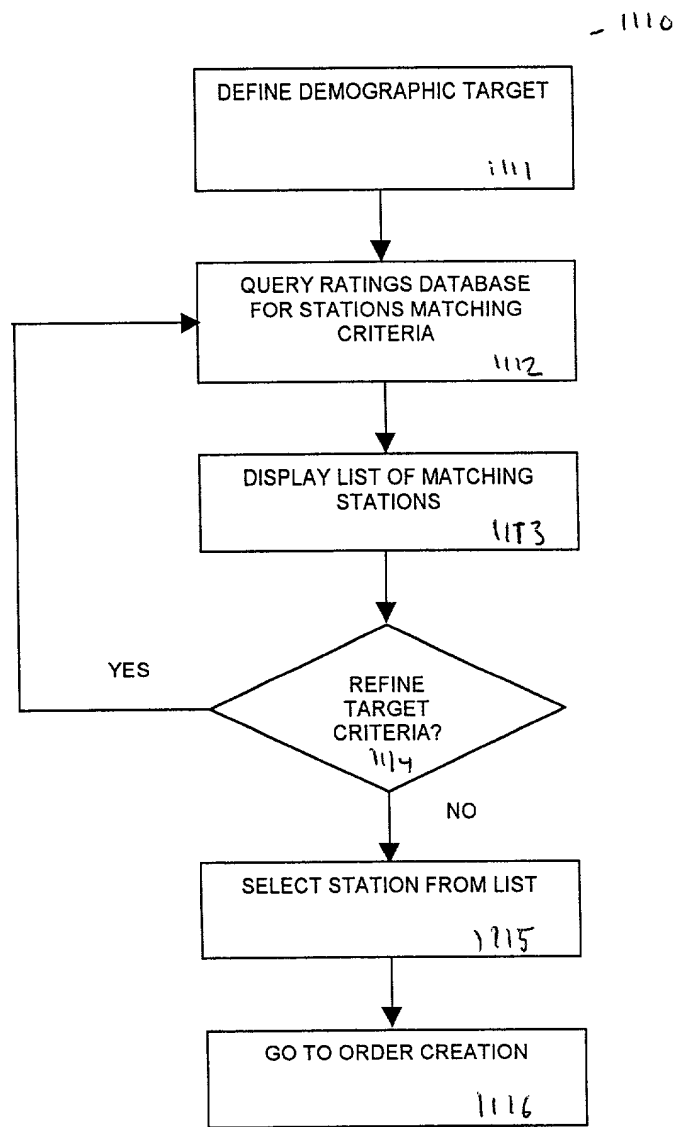 1110
DEFINE DEMOGRAPHIC TARGET
1111
QUERY RATINGS DATABASE
FOR STATIONS MATCHING
CRITERIA
1112
DISPLAY LIST OF MATCHING
STATIONS
1113
YES
REFINE
TARGET
CRITERIA?
1114
NO
SELECT STATION FROM LIST
1115
GO TO ORDER CREATION
1116